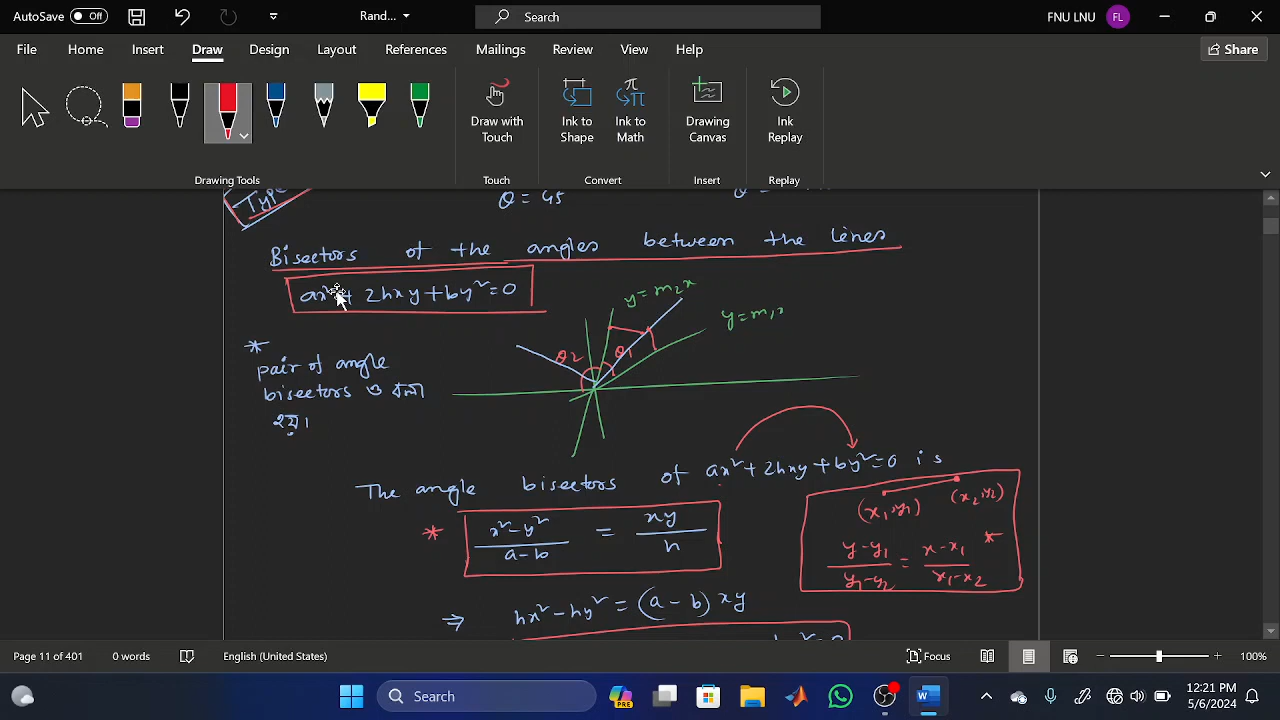 AutoSave Off Rand... Search FNU LNU FL
File Home Insert Draw Design Layout References Mailings Review View Help Share
Draw with Touch
Ink to Shape
Ink to Math
Drawing Canvas
Ink Replay
Drawing Tools Touch Convert Insert Replay
Type
θ = 45
Bisectors of the angles between the lines
ax²+ 2hxy+by²=0
y=m₂x
y=m₁x
θ2 θ1
* pair of angle
bisectors ও বলা
হয়।
The angle bisectors of ax²+2hxy+by²=0 is
* x²-y²/a-b = xy/h
(x₁,y₁) (x₂,y₂)
y-y₁/y₁-y₂ = x-x₁/x₁-x₂ *
⇒ hx²-hy²=(a-b)xy
Page 11 of 401 0 words English (United States) Focus 100%
Search PRE 12:21 PM
5/6/2024